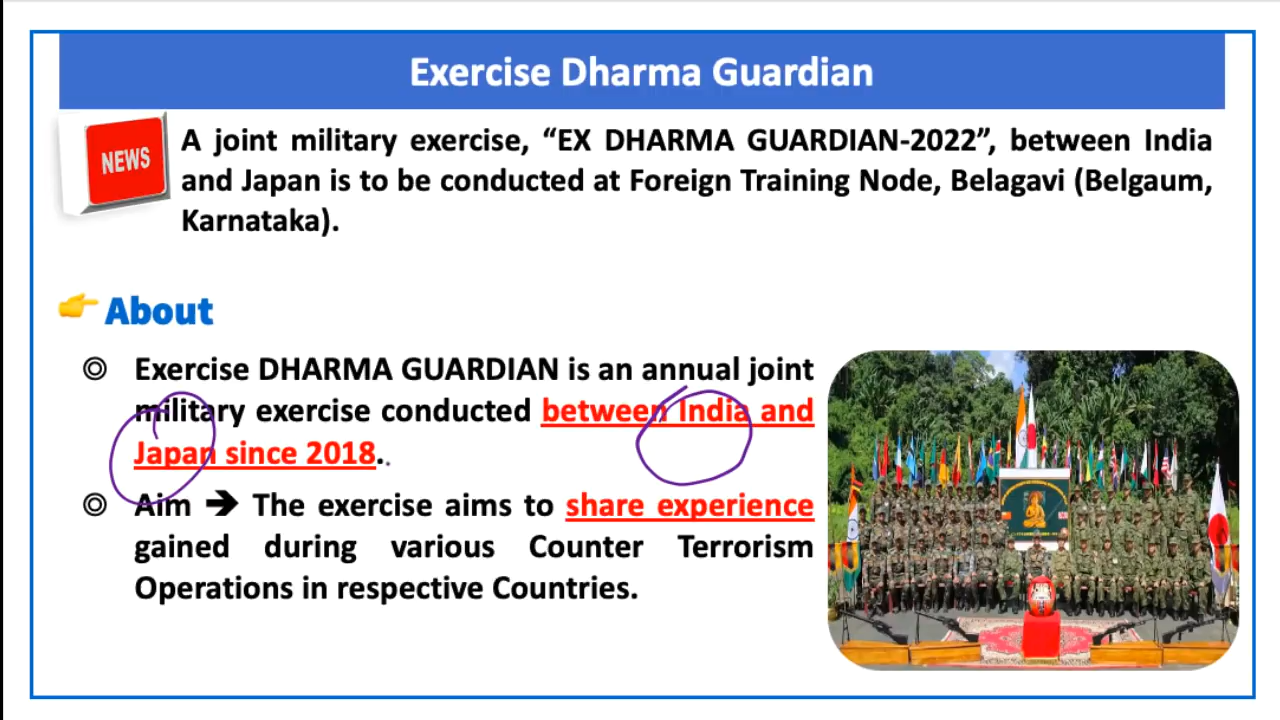 Exercise Dharma Guardian
NEWS
A joint military exercise, “EX DHARMA GUARDIAN-2022”, between India
and Japan is to be conducted at Foreign Training Node, Belagavi (Belgaum,
Karnataka).
About
◎ Exercise DHARMA GUARDIAN is an annual joint
military exercise conducted between India and
Japan since 2018..
◎ Aim ➔ The exercise aims to share experience
gained during various Counter Terrorism
Operations in respective Countries.